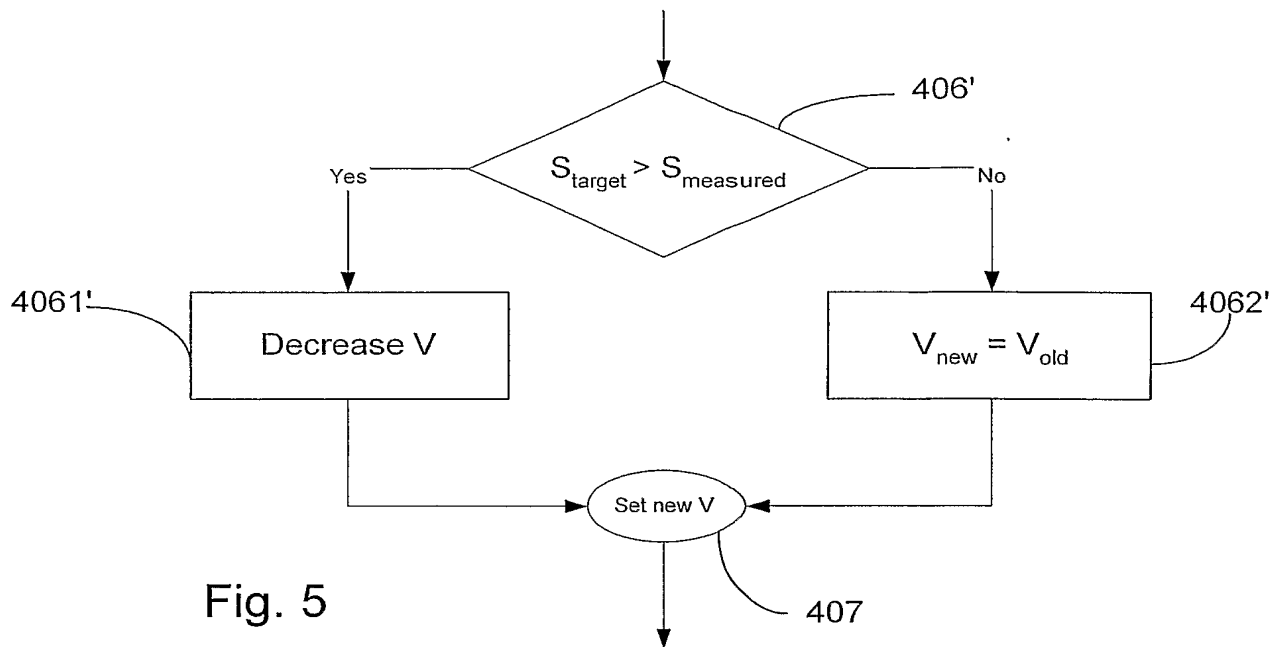 406'
S_target > S_measured
Yes
No
4061'
4062'
Decrease V
V_new = V_old
Set new V
407
Fig. 5